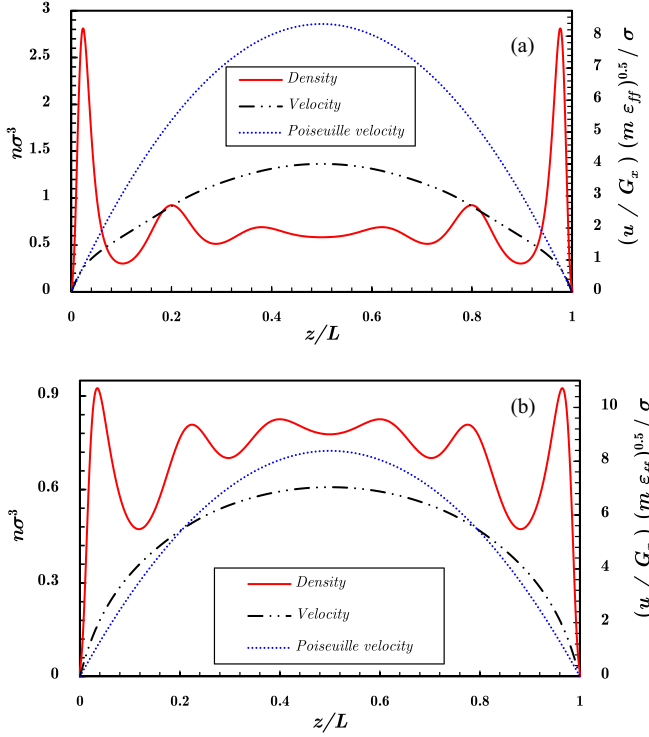 3
2.5
2
1.5
1
0.5
0
nσ³
(a)
Density
Velocity
Poiseuille velocity
8
7
6
5
4
3
2
1
0
(u / Gₓ) (m ε_ff)^0.5 / σ
0 0.2 0.4 0.6 0.8 1
z/L
0.9
0.6
0.3
0
nσ³
(b)
Density
Velocity
Poiseuille velocity
10
8
6
4
2
0
(u / G
) (m ε
)^0.5 / σ
0 0.2 0.4 0.6 0.8 1
z/L